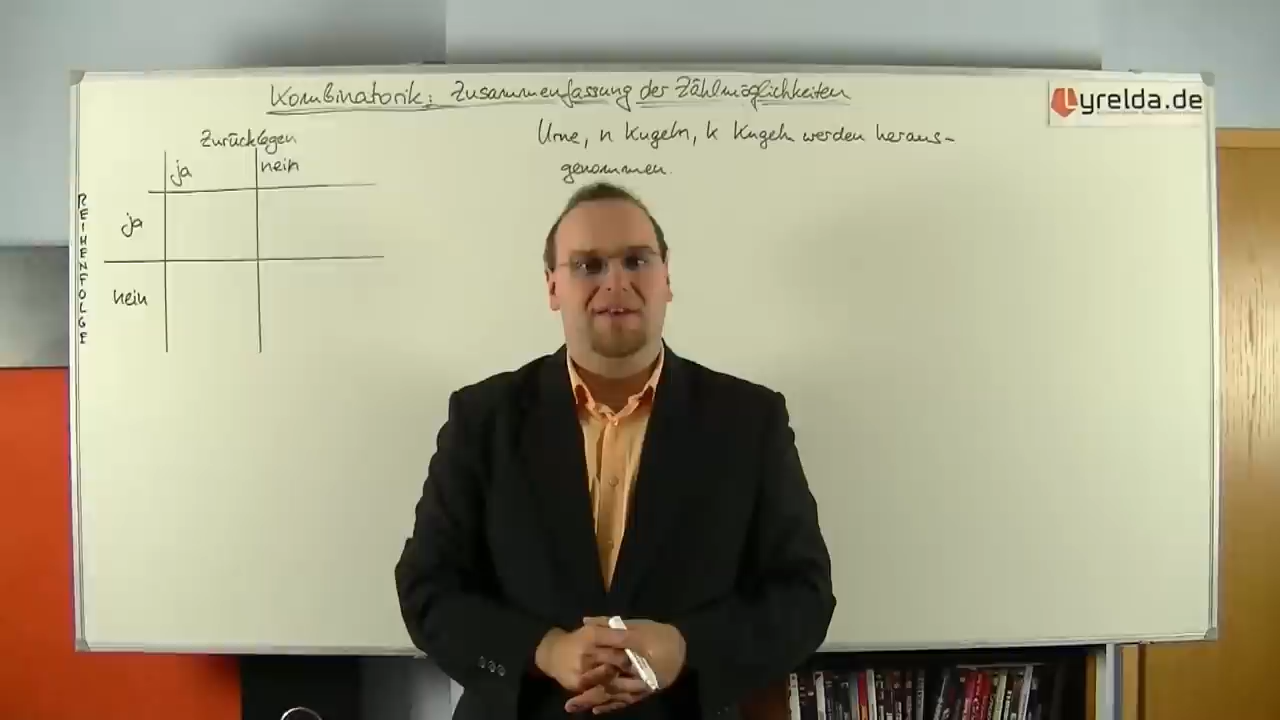 Kombinatorik: Zusammenfassung der Zählmöglichkeiten
Lyrelda.de
Zurücklegen
ja nein
REIHENFOLGE
ja
nein
Urne, n Kugeln, k Kugeln werden heraus-
genommen.